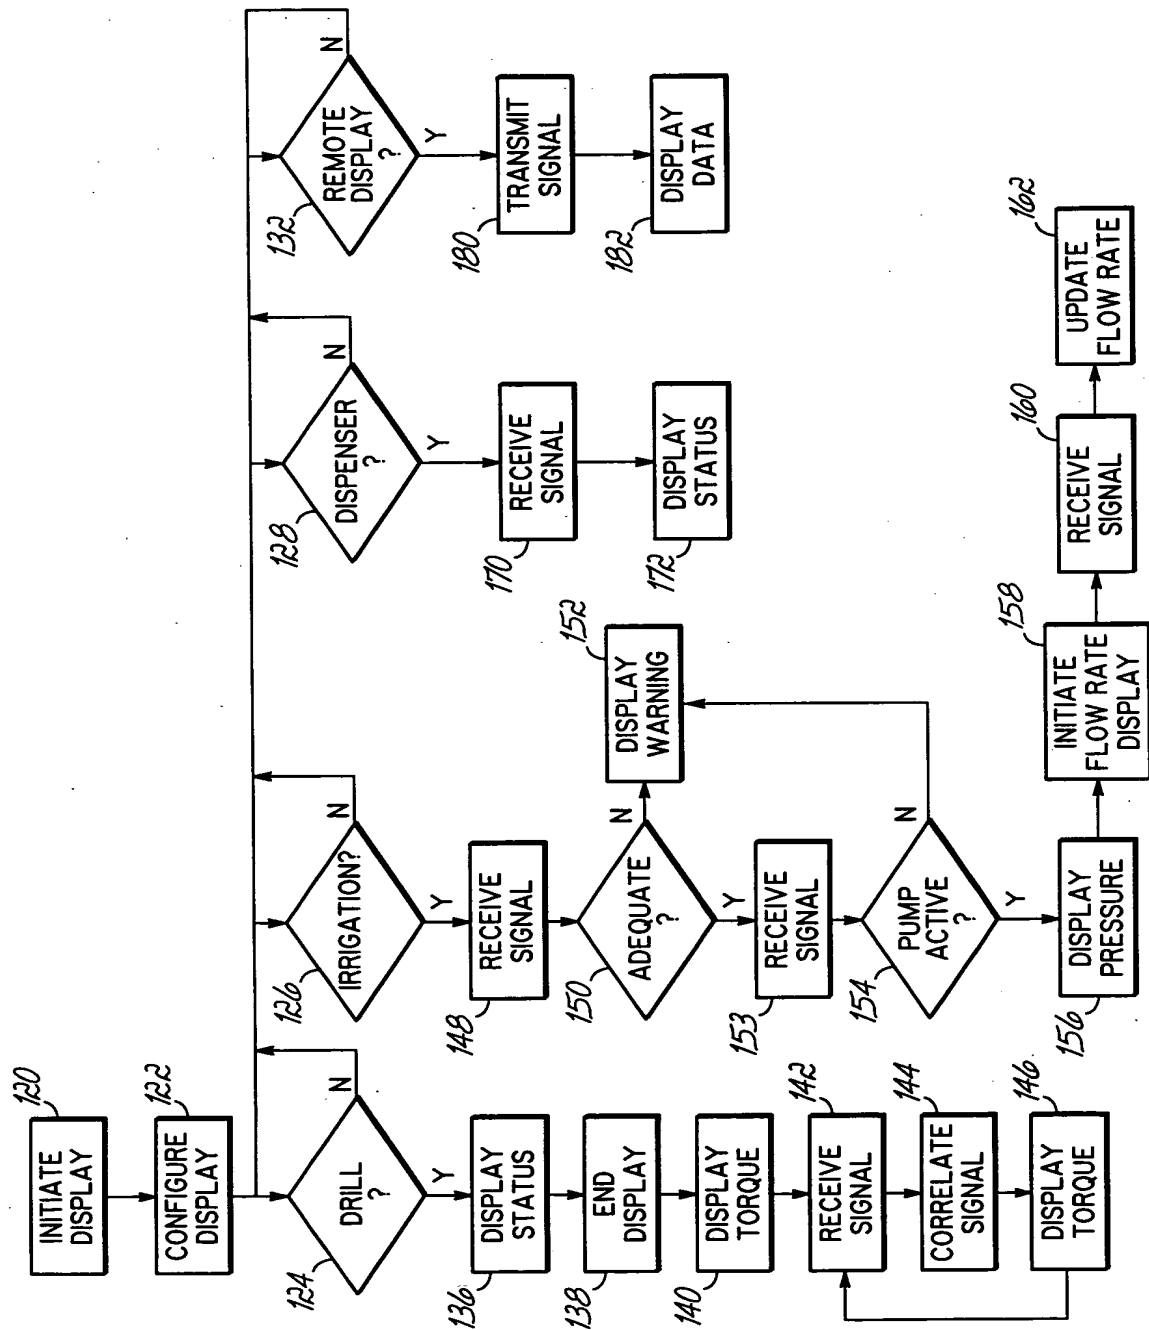 120
INITIATE
DISPLAY
122
CONFIGURE
DISPLAY
124
DRILL
?
N
Y
136
DISPLAY
STATUS
138
END
DISPLAY
140
DISPLAY
TORQUE
142
RECEIVE
SIGNAL
144
CORRELATE
SIGNAL
146
DISPLAY
TORQUE
126
IRRIGATION?
N
Y
148
RECEIVE
SIGNAL
150
ADEQUATE
?
N
Y
152
DISPLAY
WARNING
153
RECEIVE
SIGNAL
154
PUMP
ACTIVE
?
N
Y
156
DISPLAY
PRESSURE
158
INITIATE
FLOW RATE
DISPLAY
160
RECEIVE
SIGNAL
162
UPDATE
FLOW RATE
128
DISPENSER
?
N
Y
170
RECEIVE
SIGNAL
172
DISPLAY
STATUS
132
REMOTE
DISPLAY
?
N
Y
180
TRANSMIT
SIGNAL
182
DISPLAY
DATA